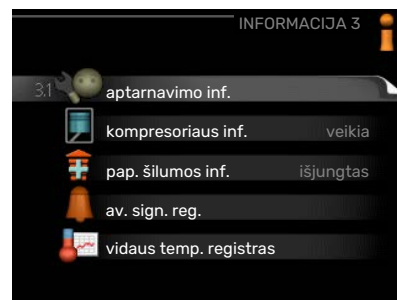 INFORMACIJA 3
3.1 aptarnavimo inf.
kompresoriaus inf. veikia
pap. šilumos inf. išjungtas
av. sign. reg.
vidaus temp. registras